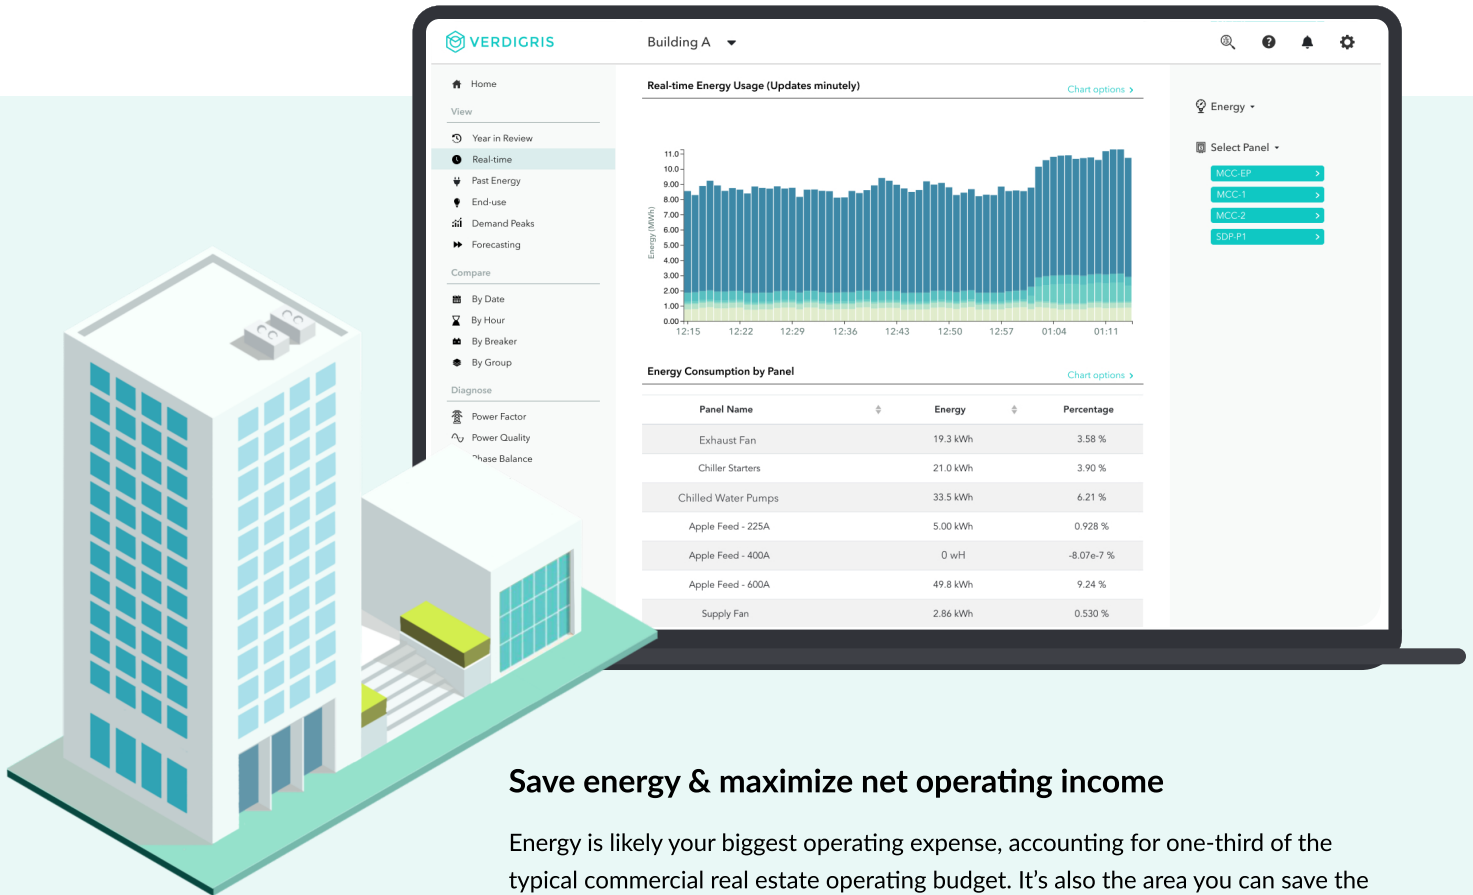 VERDIGRIS
Building A
Home
View
Year in Review
Real-time
Past Energy
End-use
Demand Peaks
Forecasting
Compare
By Date
By Hour
By Breaker
By Group
Diagnose
Power Factor
Power Quality
Phase Balance
Real-time Energy Usage (Updates minutely)
Chart options
Energy (MWh)
11.0
10.0
9.00
8.00
7.00
6.00
5.00
4.00
3.00
2.00
1.00
0.00
12:15 12:22 12:29 12:36 12:43 12:50 12:57 01:04 01:11
Energy Consumption by Panel
Chart options
Panel Name Energy Percentage
Exhaust Fan 19.3 kWh 3.58 %
Chiller Starters 21.0 kWh 3.90 %
Chilled Water Pumps 33.5 kWh 6.21 %
Apple Feed - 225A 5.00 kWh 0.928 %
Apple Feed - 400A 0 wH -8.07e-7 %
Apple Feed - 600A 49.8 kWh 9.24 %
Supply Fan 2.86 kWh 0.530 %
Energy
Select Panel
MCC-EP
MCC-1
MCC-2
SDP-P1
Save energy & maximize net operating income
Energy is likely your biggest operating expense, accounting for one-third of the
typical commercial real estate operating budget. It's also the area you can save the